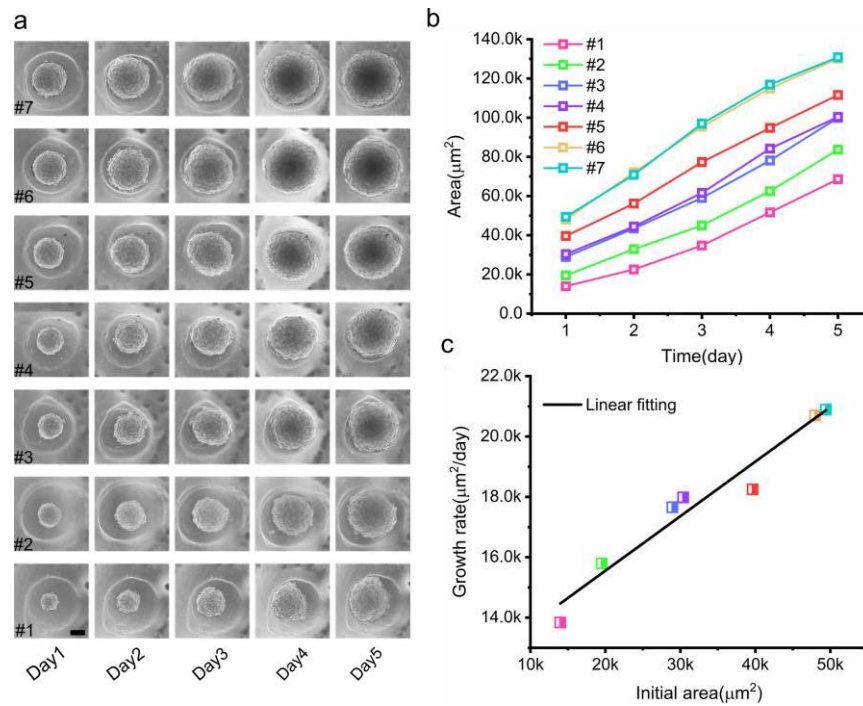 a
#7
#6
#5
#4
#3
#2
#1
Day1
Day2
Day3
Day4
Day5
b
140.0k
120.0k
100.0k
80.0k
60.0k
40.0k
20.0k
0.0
Area(μm²)
#1
#2
#3
#4
#5
#6
#7
1 2 3 4 5
Time(day)
c
22.0k
20.0k
18.0k
16.0k
14.0k
Growth rate(μm²/day)
Linear fitting
10k 20k 30k 40k 50k
Initial area(μm²)